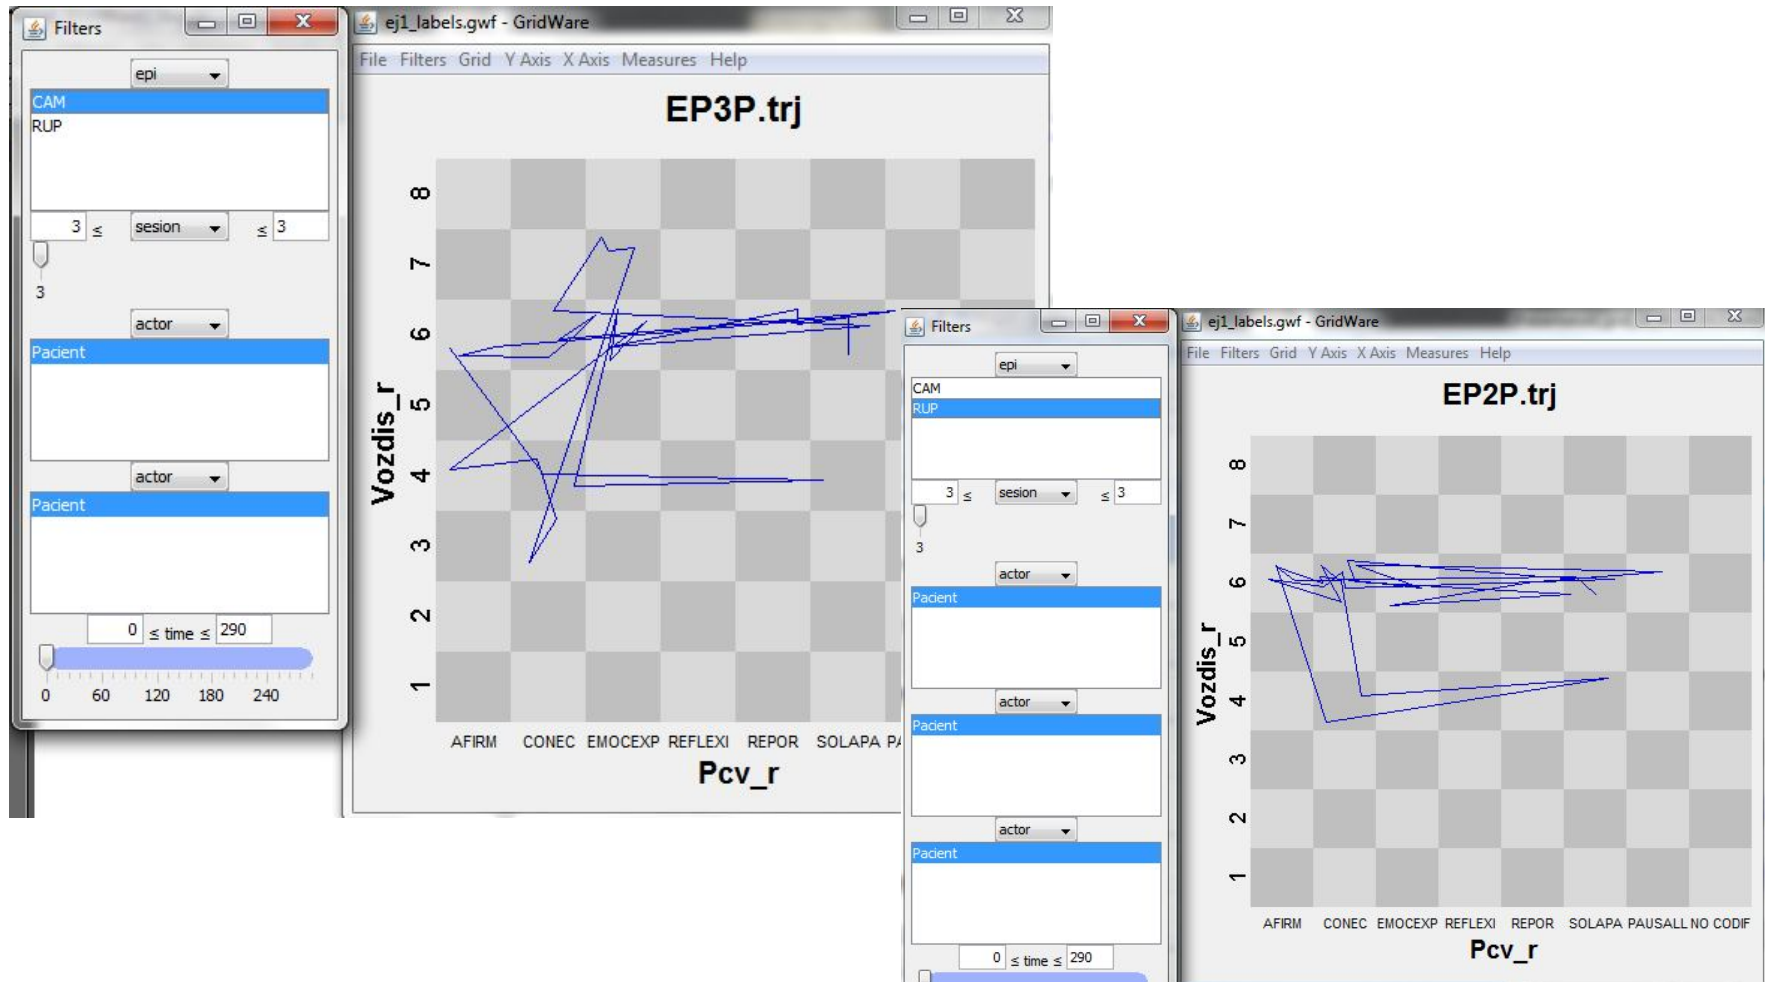 Filters
epi
CAM
RUP
3 ≤ sesion ≤ 3
3
actor
Pacient
actor
Pacient
0 ≤ time ≤ 290
0 60 120 180 240
ej1_labels.gwf - GridWare
File Filters Grid Y Axis X Axis Measures Help
EP3P.trj
8
7
6
5
4
3
2
1
Vozdis_r
AFIRM CONEC EMOCEXP REFLEXI REPOR SOLAPA PA
Pcv_r
Filters
epi
CAM
RUP
3 ≤ sesion ≤ 3
3
actor
Pacient
actor
Pacient
actor
Pacient
0 ≤ time ≤ 290
ej1_labels.gwf - GridWare
File Filters Grid Y Axis X Axis Measures Help
EP2P.trj
8
7
6
5
4
3
2
1
Vozdis_r
AFIRM CONEC EMOCEXP REFLEXI REPOR SOLAPA PAUSALL NO CODIF
Pcv_r